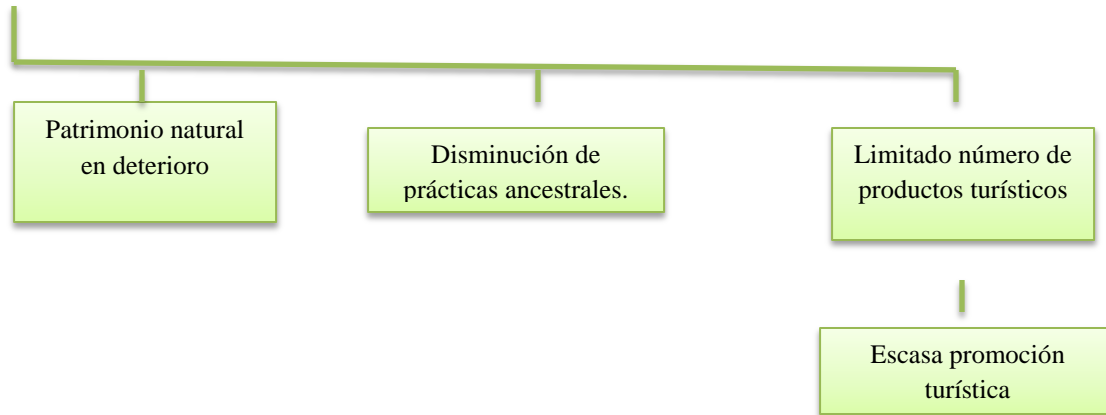 Patrimonio natural
en deterioro
Disminución de
prácticas ancestrales.
Limitado número de
productos turísticos
Escasa promoción
turística